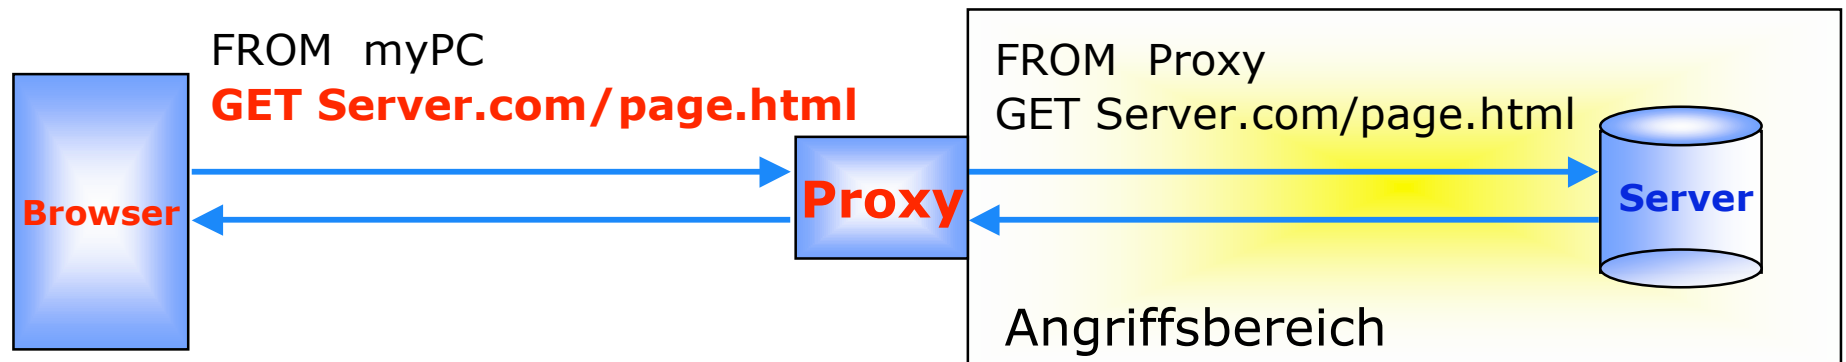 FROM myPC
GET Server.com/page.html
Browser
Proxy
FROM Proxy
GET Server.com/page.html
Server
Angriffsbereich